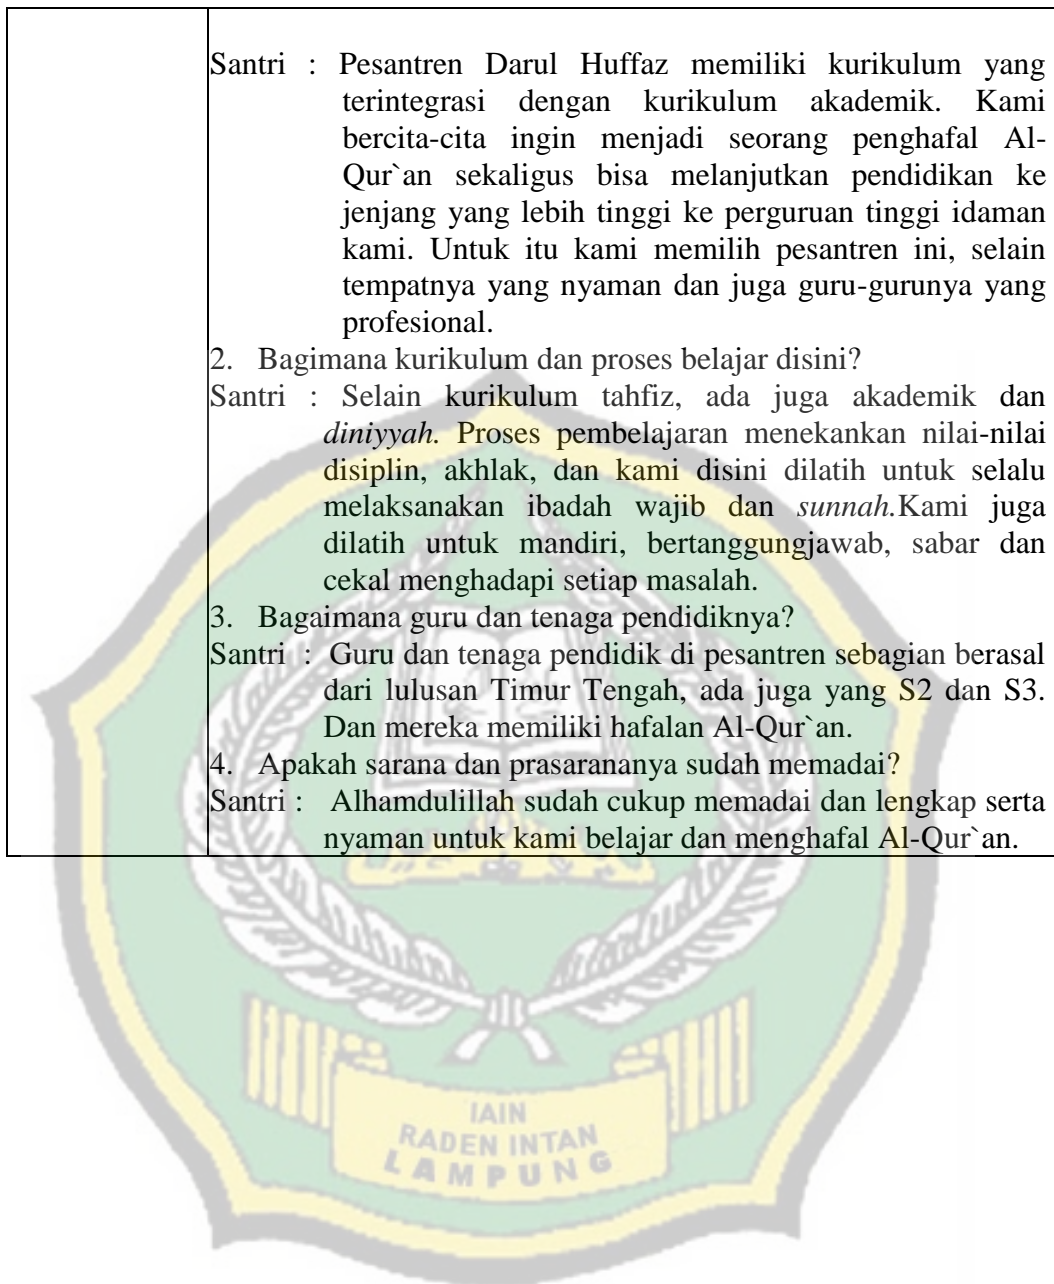 Santri : Pesantren Darul Huffaz memiliki kurikulum yang
terintegrasi dengan kurikulum akademik. Kami
bercita-cita ingin menjadi seorang penghafal Al-
Qur`an sekaligus bisa melanjutkan pendidikan ke
jenjang yang lebih tinggi ke perguruan tinggi idaman
kami. Untuk itu kami memilih pesantren ini, selain
tempatnya yang nyaman dan juga guru-gurunya yang
profesional.
2. Bagimana kurikulum dan proses belajar disini?
Santri : Selain kurikulum tahfiz, ada juga akademik dan
diniyyah. Proses pembelajaran menekankan nilai-nilai
disiplin, akhlak, dan kami disini dilatih untuk selalu
melaksanakan ibadah wajib dan sunnah.Kami juga
dilatih untuk mandiri, bertanggungjawab, sabar dan
cekal menghadapi setiap masalah.
3. Bagaimana guru dan tenaga pendidiknya?
Santri : Guru dan tenaga pendidik di pesantren sebagian berasal
dari lulusan Timur Tengah, ada juga yang S2 dan S3.
Dan mereka memiliki hafalan Al-Qur`an.
4. Apakah sarana dan prasarananya sudah memadai?
Santri : Alhamdulillah sudah cukup memadai dan lengkap serta
nyaman untuk kami belajar dan menghafal Al-Qur`an.
IAIN
RADEN INTAN
LAMPUNG